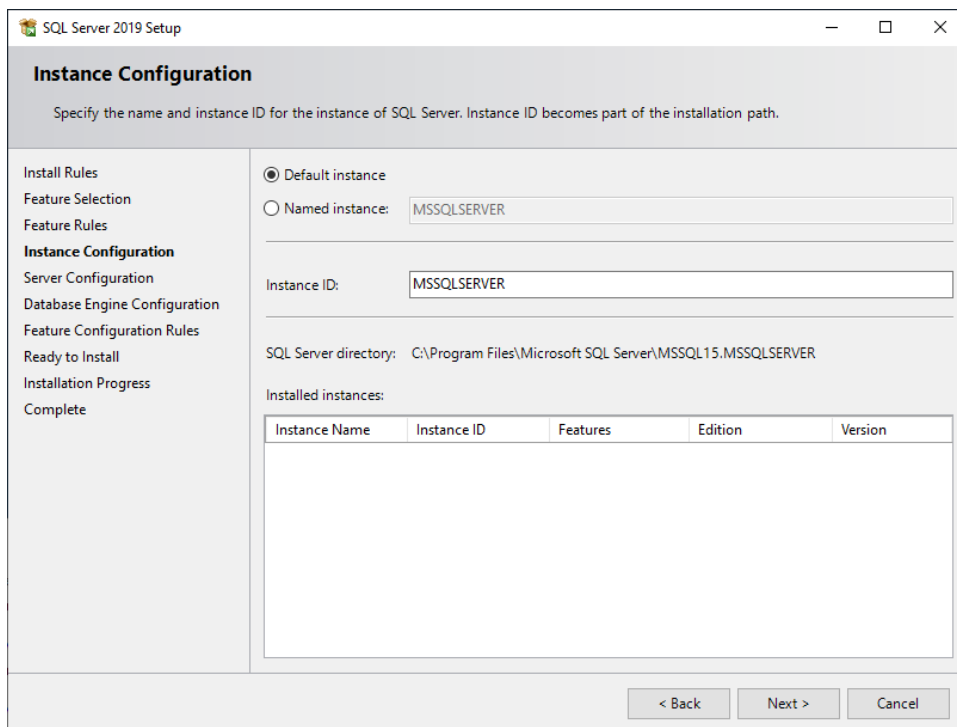 SQL Server 2019 Setup
Instance Configuration
Specify the name and instance ID for the instance of SQL Server. Instance ID becomes part of the installation path.
Install Rules
Feature Selection
Feature Rules
Instance Configuration
Server Configuration
Database Engine Configuration
Feature Configuration Rules
Ready to Install
Installation Progress
Complete
Default instance
Named instance: MSSQLSERVER
Instance ID: MSSQLSERVER
SQL Server directory: C:\Program Files\Microsoft SQL Server\MSSQL15.MSSQLSERVER
Installed instances:
Instance Name Instance ID Features Edition Version
< Back Next > Cancel